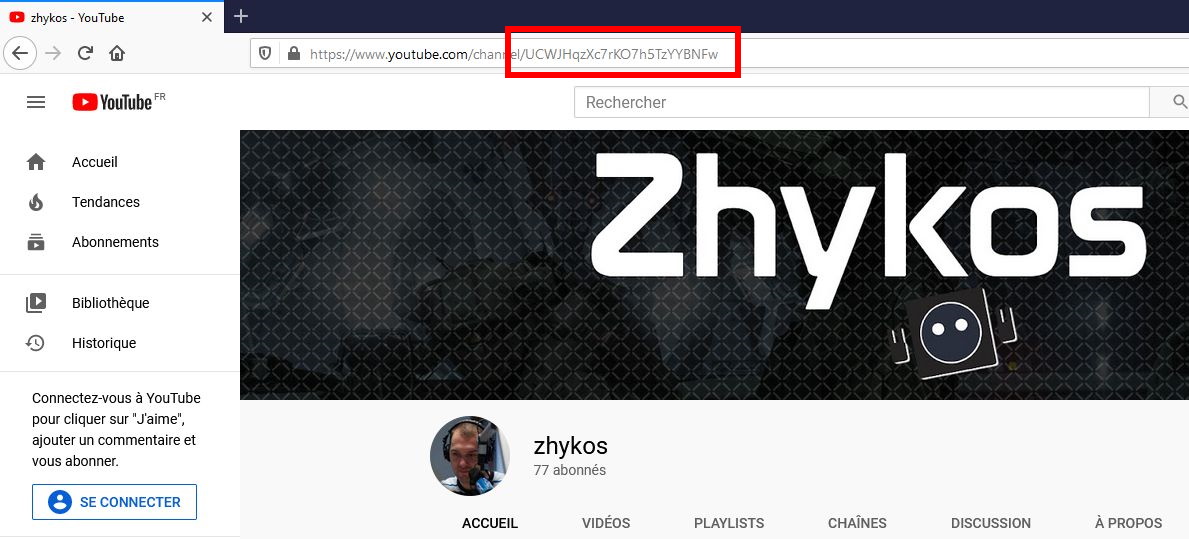 zhykos - YouTube
https://www.youtube.com/channel/UCWJHqzXc7rKO7h5TzYYBNFw
YouTube FR
Rechercher
Accueil
Tendances
Abonnements
Bibliothèque
Historique
Connectez-vous à YouTube
pour cliquer sur "J'aime",
ajouter un commentaire et
vous abonner.
SE CONNECTER
Zhykos
zhykos
77 abonnés
ACCUEIL VIDÉOS PLAYLISTS CHAÎNES DISCUSSION À PROPOS